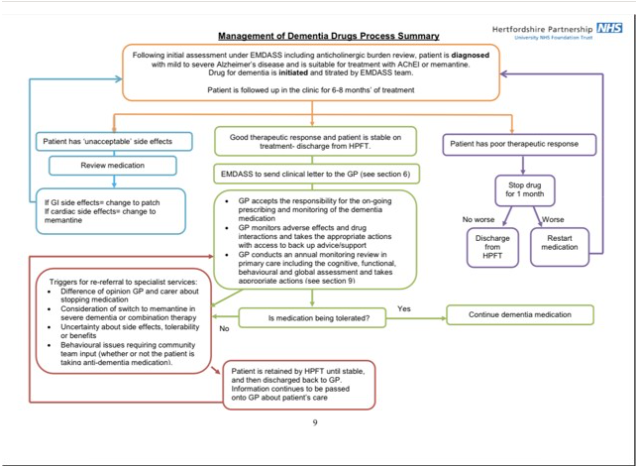 Hertfordshire Partnership NHS
University NHS Foundation Trust
Management of Dementia Drugs Process Summary
Following initial assessment under EMDASS including anticholinergic burden review, patient is diagnosed
with mild to severe Alzheimer's disease and is suitable for treatment with AChEI or memantine.
Drug for dementia is initiated and titrated by EMDASS team.
Patient is followed up in the clinic for 6-8 months' of treatment
Patient has 'unacceptable' side effects
Review medication
If GI side effects= change to patch
If cardiac side effects= change to
memantine
Good therapeutic response and patient is stable on
treatment- discharge from HPFT.
EMDASS to send clinical letter to the GP (see section 6)
• GP accepts the responsibility for the on-going
prescribing and monitoring of the dementia
medication
• GP monitors adverse effects and drug
interactions and takes the appropriate actions
with access to back up advice/support
• GP conducts an annual monitoring review in
primary care including the cognitive, functional,
behavioural and global assessment and takes
appropriate actions (see section 9)
Patient has poor therapeutic response
Stop drug
for 1 month
No worse
Worse
Discharge
from
HPFT
Restart
medication
Triggers for re-referral to specialist services:
• Difference of opinion GP and carer about
stopping medication
• Consideration of switch to memantine in
severe dementia or combination therapy
• Uncertainty about side effects, tolerability
or benefits
• Behavioural issues requiring community
team input (whether or not the patient is
taking anti-dementia medication).
Is medication being tolerated?
Yes
No
Continue dementia medication
Patient is retained by HPFT until stable,
and then discharged back to GP.
Information continues to be passed
onto GP about patient's care
9